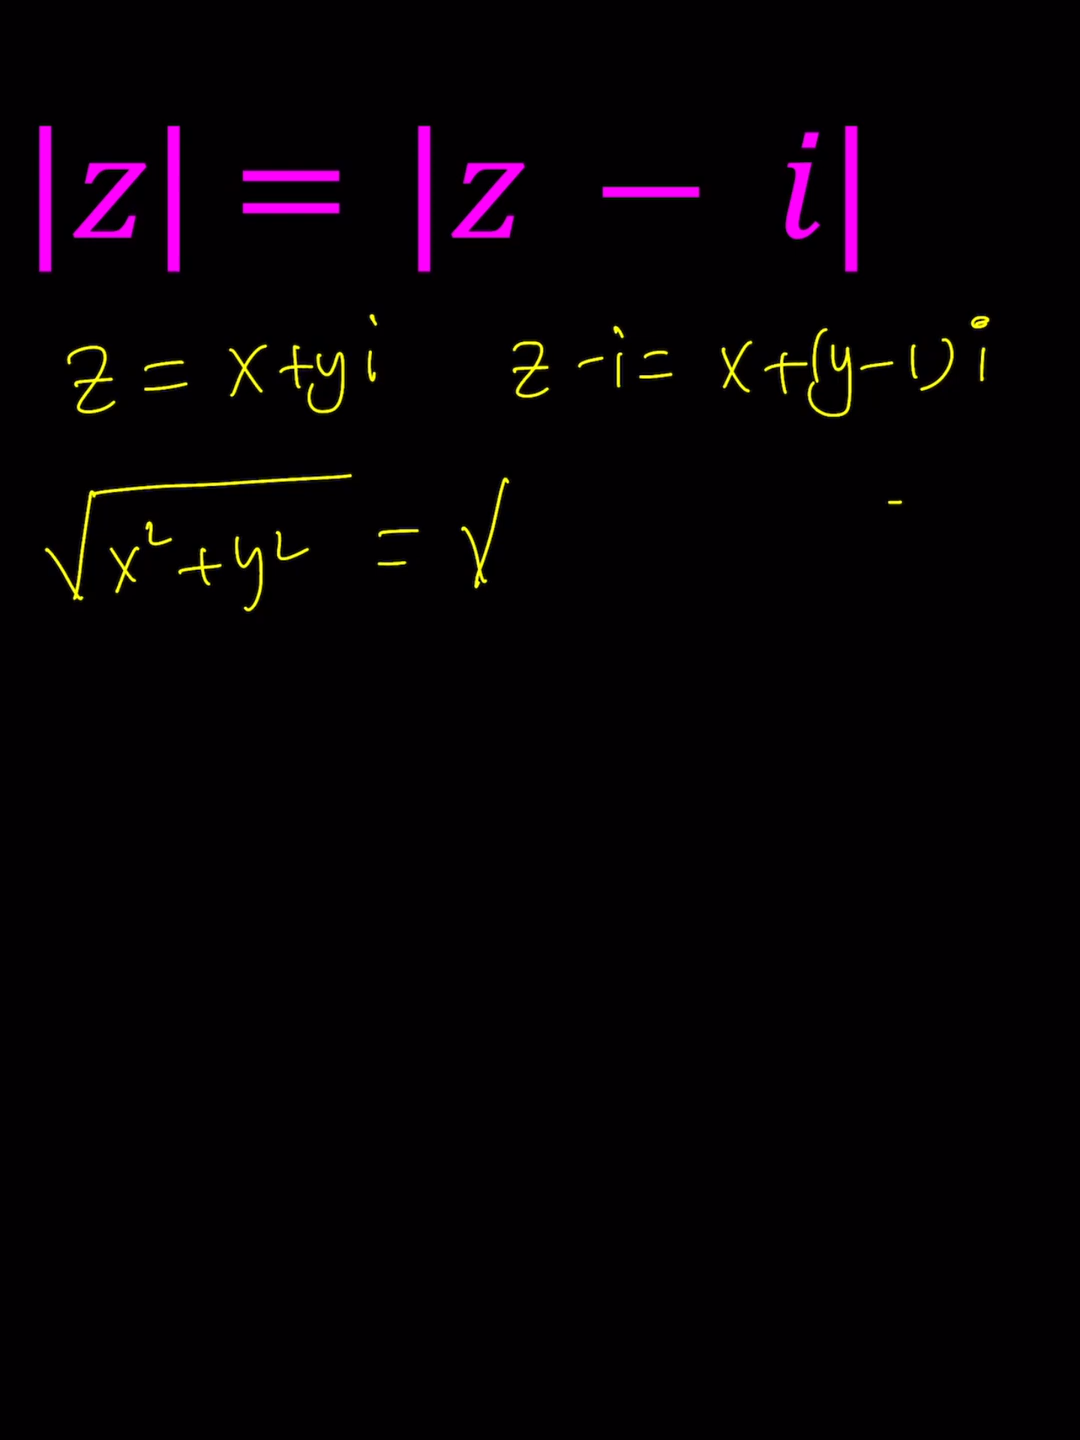 |z| = |z − i|
z = x+yi z -i = x+(y-1)i
√x²+y² = √